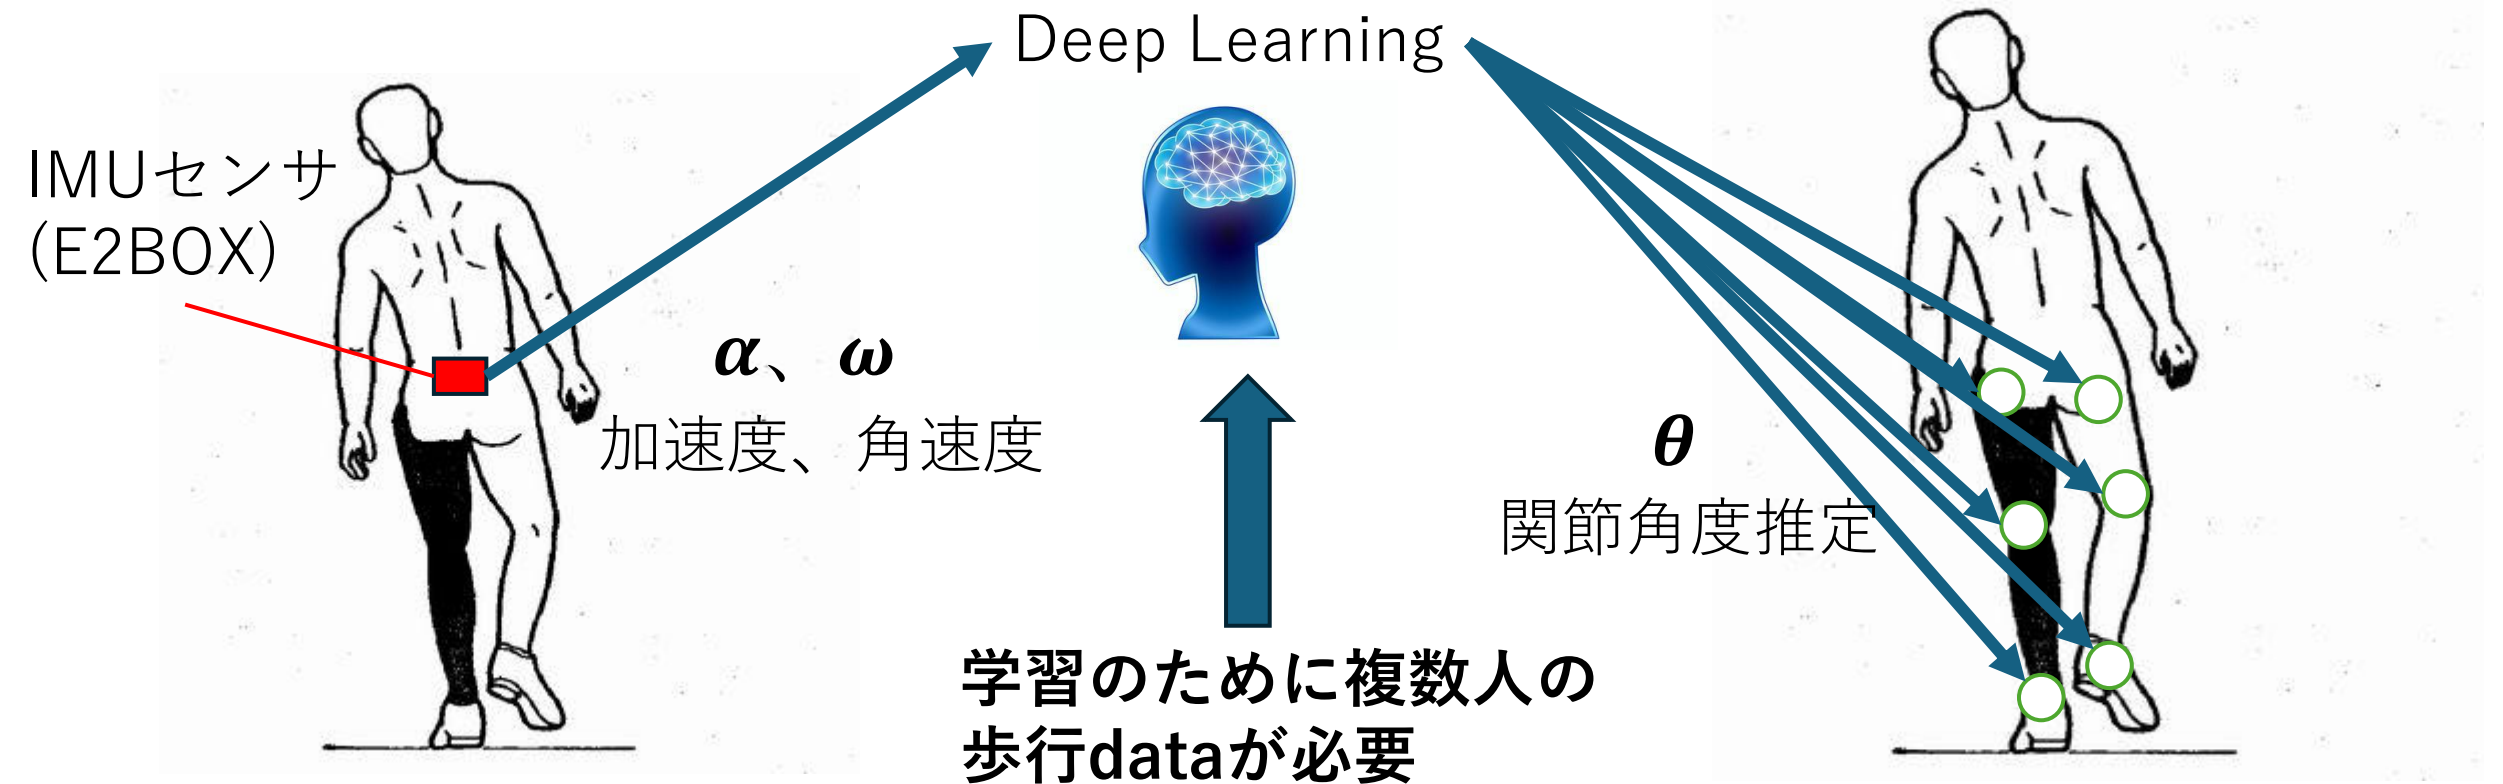 Deep Learning
IMUセンサ
(E2BOX)
α、ω
加速度、角速度
θ
関節角度推定
学習のために複数人の
歩行dataが必要